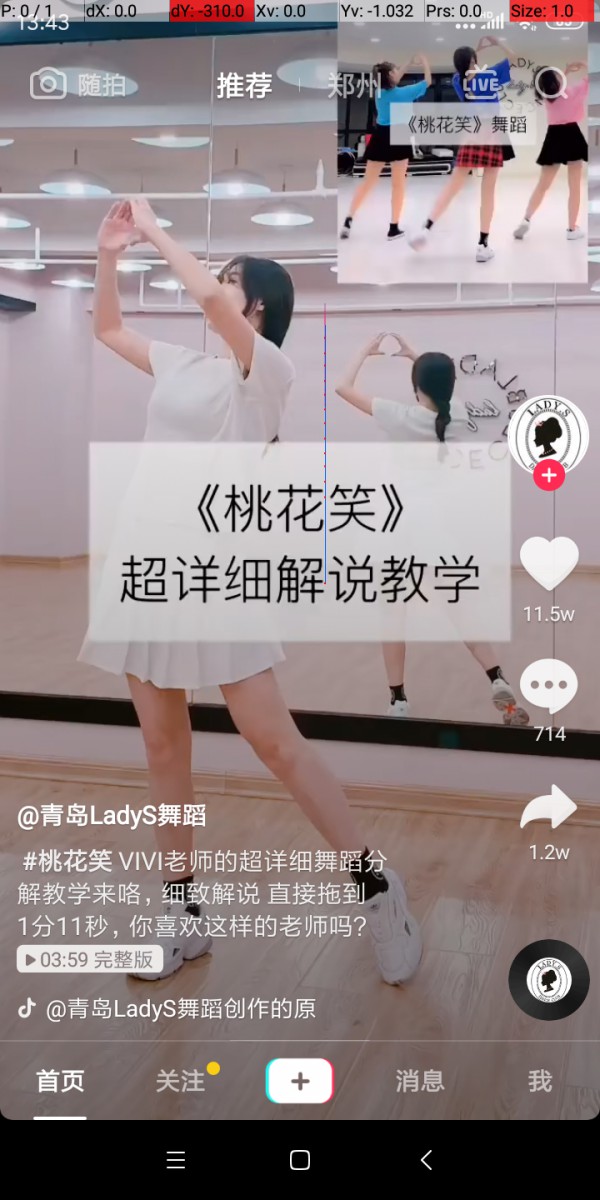 P: 0 / 1
dX: 0.0
dY: -310.0
Xv: 0.0
Yv: -1.032
Prs: 0.0
Size: 1.0
13:43
随拍
推荐
郑州
LIVE
《桃花笑》舞蹈
LADY.S
《桃花笑》
超详细解说教学
11.5w
714
1.2w
@青岛LadyS舞蹈
#桃花笑 VIVI老师的超详细舞蹈分
解教学来咯，细致解说 直接拖到
1分11秒，你喜欢这样的老师吗？
03:59 完整版
@青岛LadyS舞蹈创作的原
首页
关注
消息
我